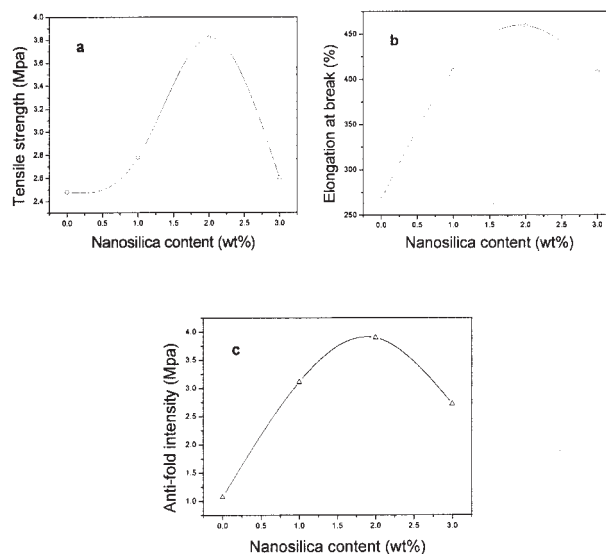 a
Tensile strength (Mpa)
4.0
3.8
3.6
3.4
3.2
3.0
2.8
2.6
2.4
0.0 0.5 1.0 1.5 2.0 2.5 3.0
Nanosilica content (wt%)
b
Elongation at break (%)
450
400
350
300
250
0.0 0.5 1.0 1.5 2.0 2.5 3.0
Nanosilica content (wt%)
c
Anti-fold intensity (Mpa)
4.0
3.5
3.0
2.5
2.0
1.5
1.0
0.0 0.5 1.0 1.5 2.0 2.5 3.0
Nanosilica content (wt%)